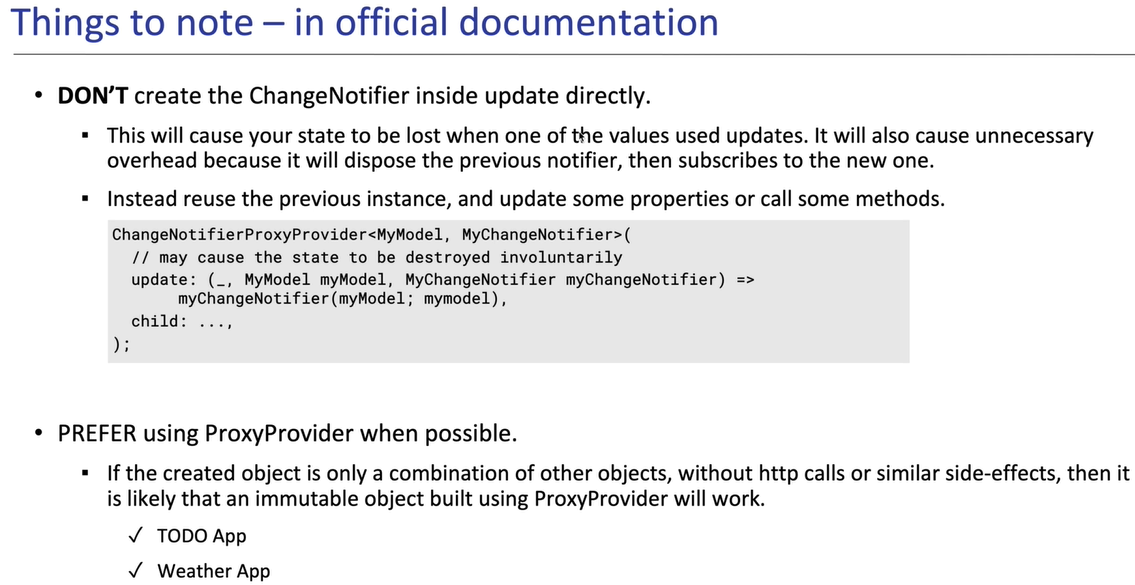 Things to note – in official documentation
• DON'T create the ChangeNotifier inside update directly.
▪ This will cause your state to be lost when one of the values used updates. It will also cause unnecessary
overhead because it will dispose the previous notifier, then subscribes to the new one.
▪ Instead reuse the previous instance, and update some properties or call some methods.
ChangeNotifierProxyProvider<MyModel, MyChangeNotifier>(
  // may cause the state to be destroyed involuntarily
  update: (_, MyModel myModel, MyChangeNotifier myChangeNotifier) =>
       myChangeNotifier(myModel; mymodel),
  child: ...,
);
• PREFER using ProxyProvider when possible.
▪ If the created object is only a combination of other objects, without http calls or similar side-effects, then it
is likely that an immutable object built using ProxyProvider will work.
✓ TODO App
✓ Weather App